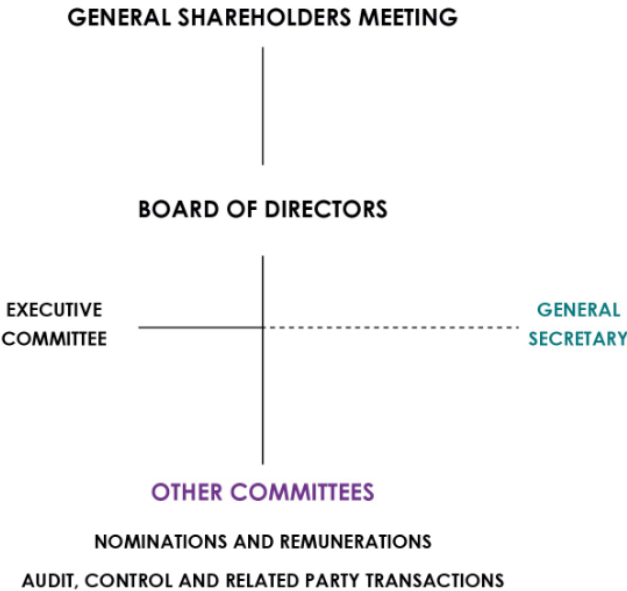 GENERAL SHAREHOLDERS MEETING
BOARD OF DIRECTORS
EXECUTIVE
COMMITTEE
GENERAL
SECRETARY
OTHER COMMITTEES
NOMINATIONS AND REMUNERATIONS
AUDIT, CONTROL AND RELATED PARTY TRANSACTIONS